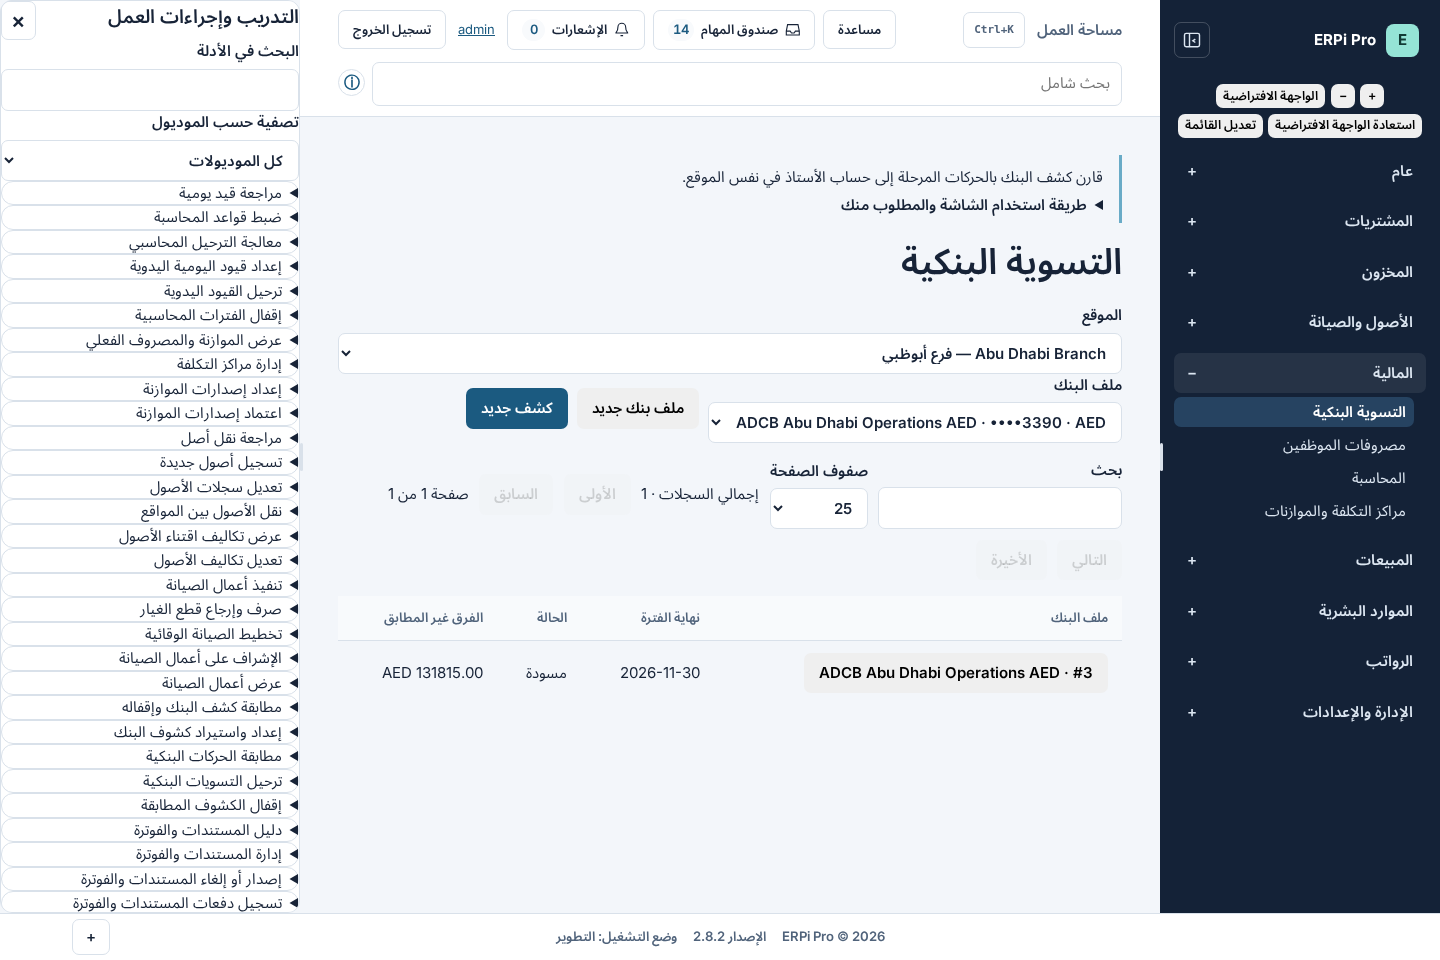 E
ERPi Pro
+
−
الواجهة الافتراضية
استعادة الواجهة الافتراضية
تعديل القائمة
عام
+
المشتريات
+
المخزون
+
الأصول والصيانة
+
المالية
−
التسوية البنكية
مصروفات الموظفين
المحاسبة
مراكز التكلفة والموازنات
المبيعات
+
الموارد البشرية
+
الرواتب
+
الإدارة والإعدادات
+
مساحة العمل
Ctrl+K
مساعدة
صندوق المهام 14
الإشعارات 0
admin
تسجيل الخروج
بحث شامل
ⓘ
قارن كشف البنك بالحركات المرحلة إلى حساب الأستاذ في نفس الموقع.
طريقة استخدام الشاشة والمطلوب منك
التسوية البنكية
الموقع
Abu Dhabi Branch — فرع أبوظبي
ملف البنك
ADCB Abu Dhabi Operations AED · ••••3390 · AED
ملف بنك جديد
كشف جديد
بحث
صفوف الصفحة
25
إجمالي السجلات · 1
الأولى
السابق
صفحة 1 من 1
التالي
الأخيرة
ملف البنك
نهاية الفترة
الحالة
الفرق غير المطابق
ADCB Abu Dhabi Operations AED · #3
2026-11-30
مسودة
AED 131815.00
التدريب وإجراءات العمل
×
البحث في الأدلة
تصفية حسب الموديول
كل الموديولات
مراجعة قيد يومية
ضبط قواعد المحاسبة
معالجة الترحيل المحاسبي
إعداد قيود اليومية اليدوية
ترحيل القيود اليدوية
إقفال الفترات المحاسبية
عرض الموازنة والمصروف الفعلي
إدارة مراكز التكلفة
إعداد إصدارات الموازنة
اعتماد إصدارات الموازنة
مراجعة نقل أصل
تسجيل أصول جديدة
تعديل سجلات الأصول
نقل الأصول بين المواقع
عرض تكاليف اقتناء الأصول
تعديل تكاليف الأصول
تنفيذ أعمال الصيانة
صرف وإرجاع قطع الغيار
تخطيط الصيانة الوقائية
الإشراف على أعمال الصيانة
عرض أعمال الصيانة
مطابقة كشف البنك وإقفاله
إعداد واستيراد كشوف البنك
مطابقة الحركات البنكية
ترحيل التسويات البنكية
إقفال الكشوف المطابقة
دليل المستندات والفوترة
إدارة المستندات والفوترة
إصدار أو إلغاء المستندات والفوترة
تسجيل دفعات المستندات والفوترة
ERPi Pro © 2026
الإصدار 2.8.2
وضع التشغيل: التطوير
+